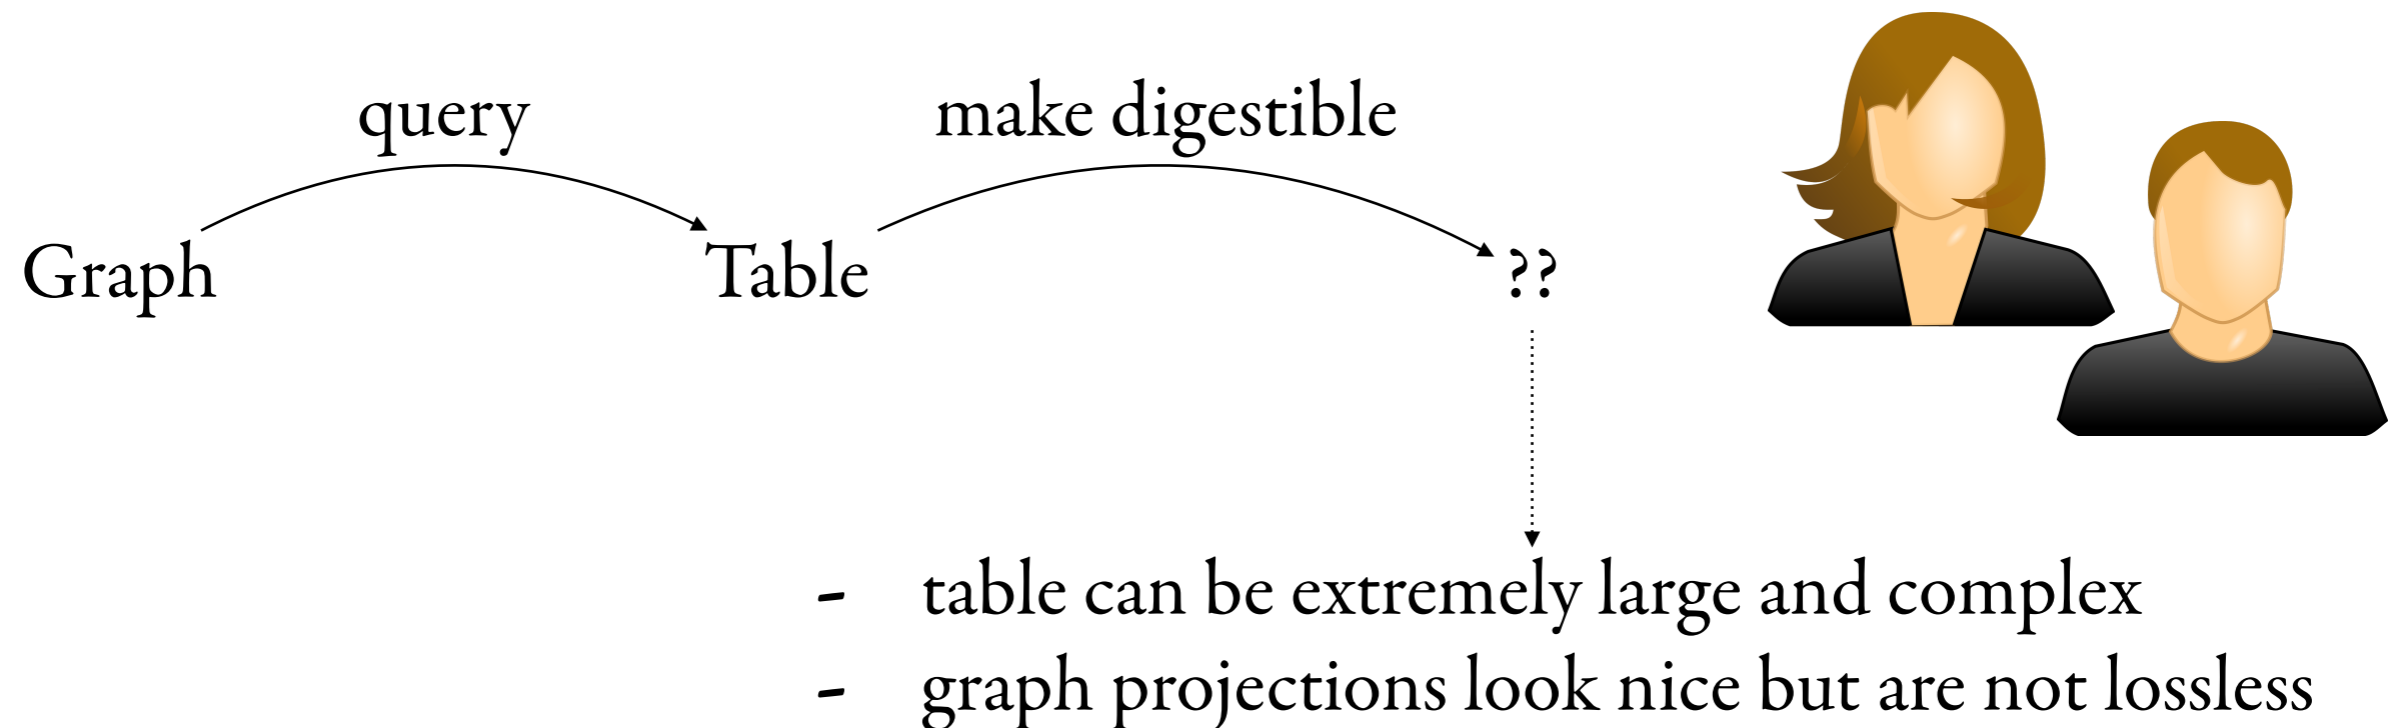 query
make digestible
Graph
Table
??
- table can be extremely large and complex
- graph projections look nice but are not lossless